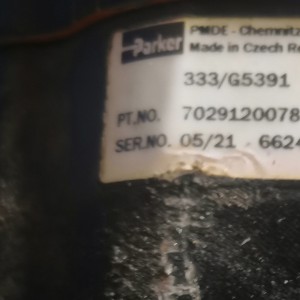 Parker
PMDE - Chemnitz
Made in Czech Re
333/G5391
PT.NO. 7029120078
SER.NO. 05/21 - 6624